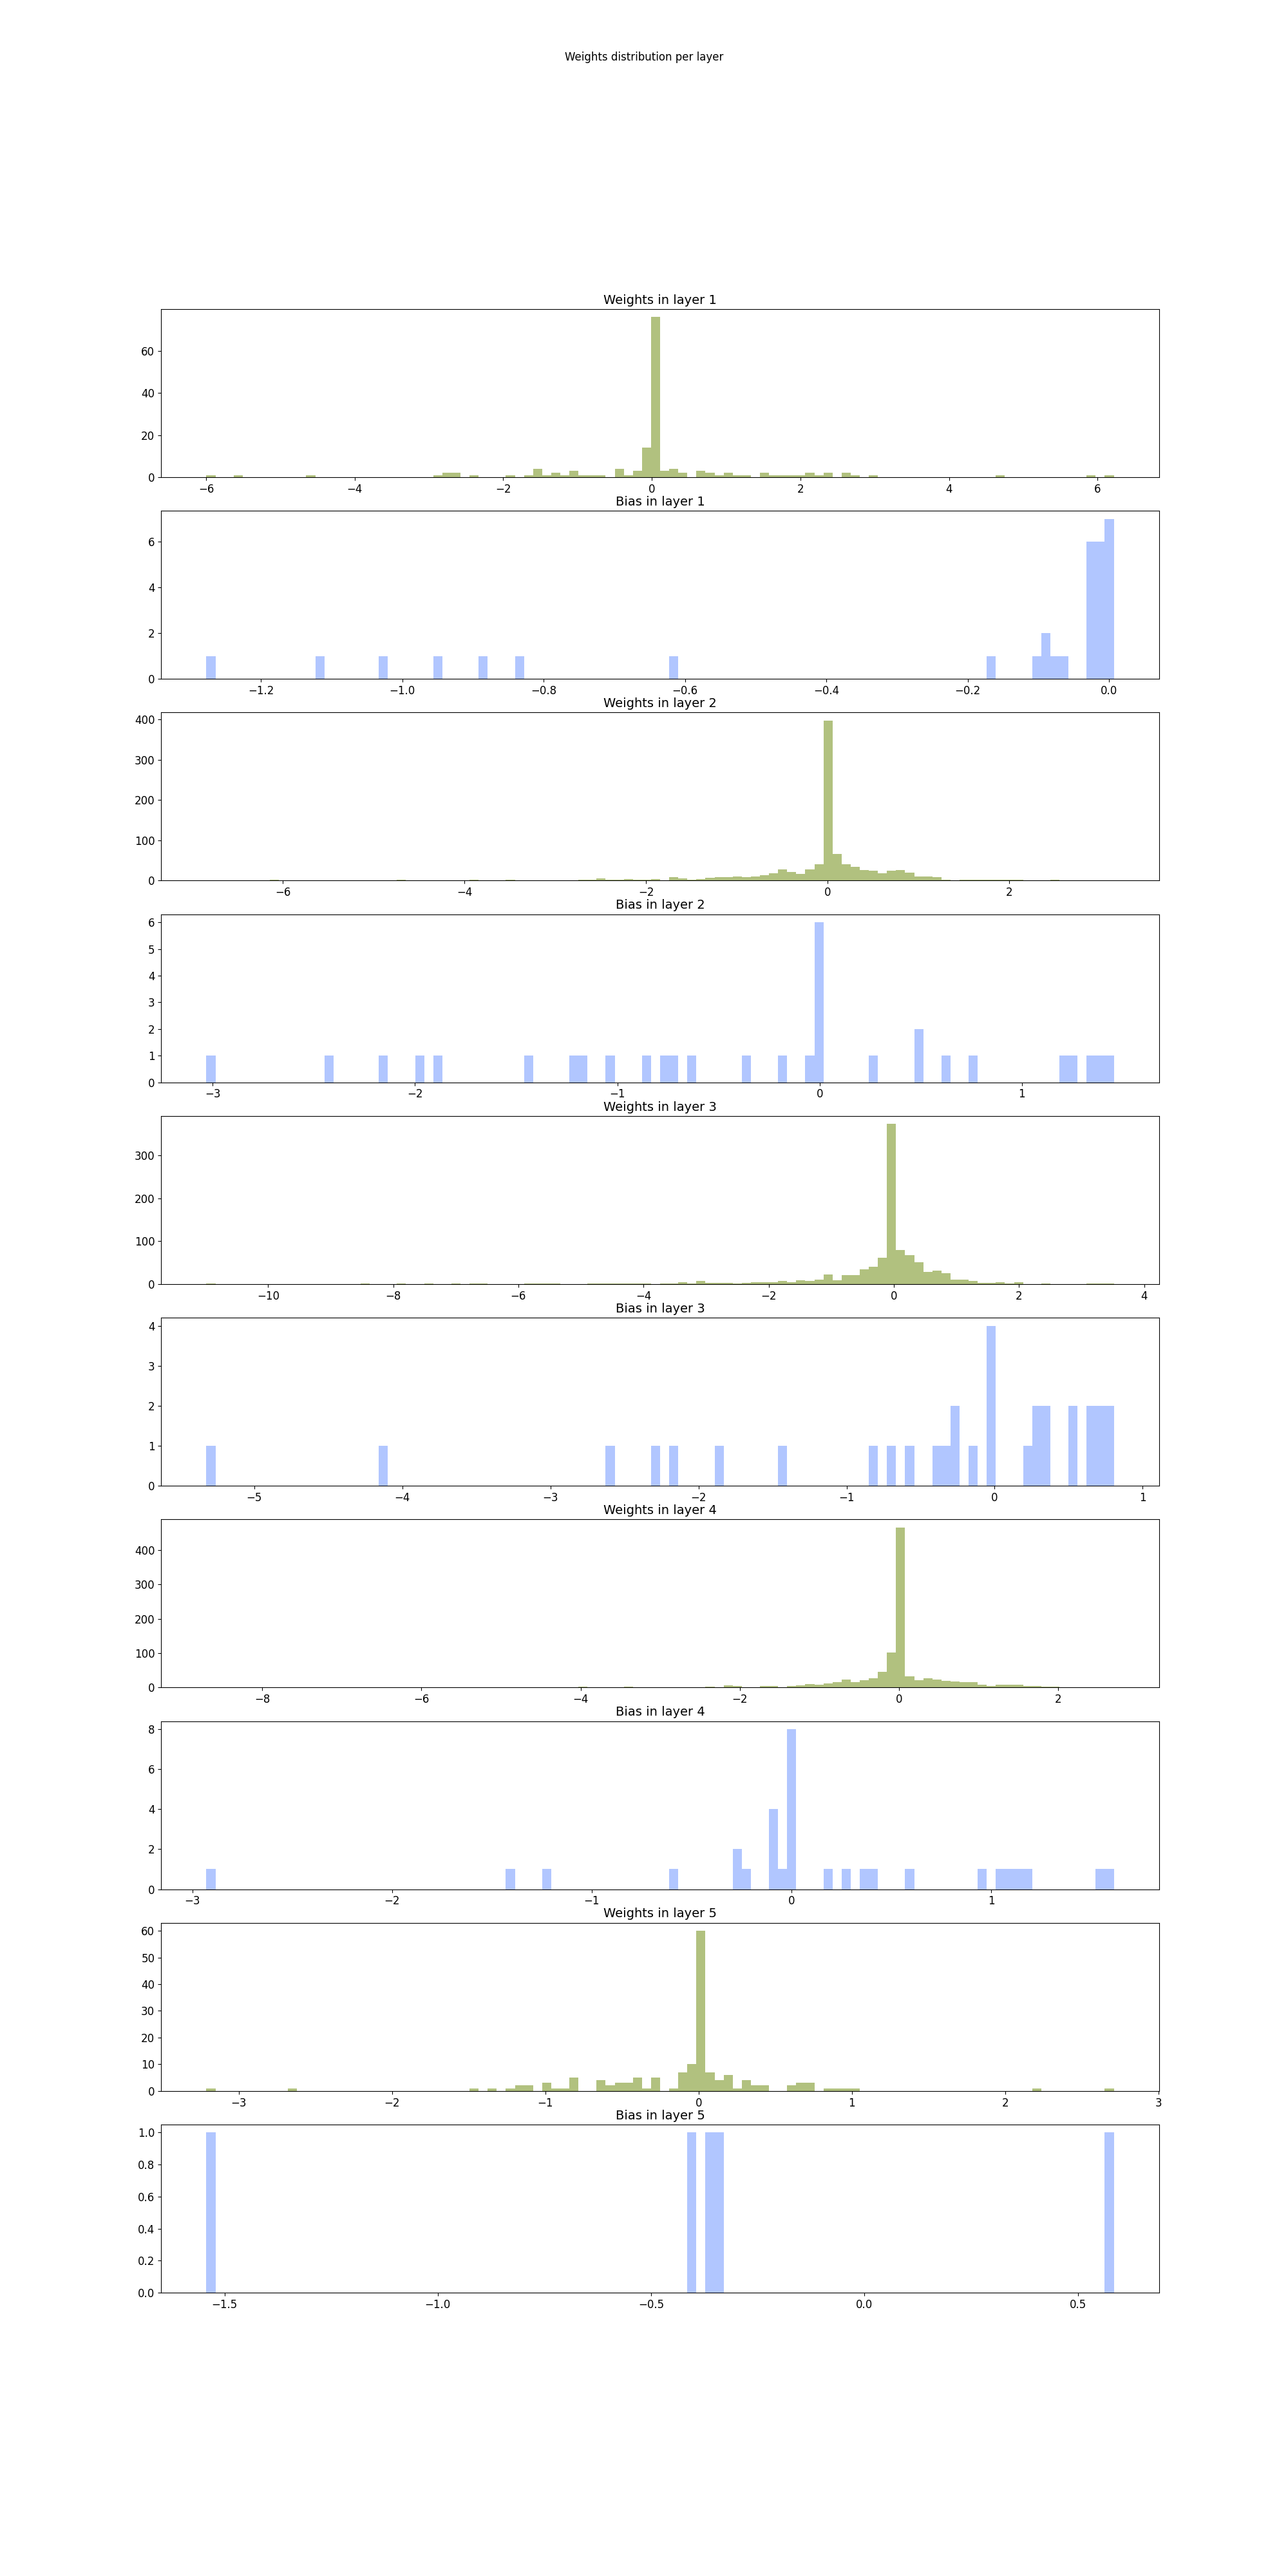 Weights distribution per layer
Weights in layer 1
60
40
20
0
−6 −4 −2 0 2 4 6
Bias in layer 1
6
4
2
0
−1.2 −1.0 −0.8 −0.6 −0.4 −0.2 0.0
Weights in layer 2
400
300
200
100
0
−6 −4 −2 0 2
Bias in layer 2
6
5
4
3
2
1
0
−3 −2 −1 0 1
Weights in layer 3
300
200
100
0
−10 −8 −6 −4 −2 0 2 4
Bias in layer 3
4
3
2
1
0
−5 −4 −3 −2 −1 0 1
Weights in layer 4
400
300
200
100
0
−8 −6 −4 −2 0 2
Bias in layer 4
8
6
4
2
0
−3 −2 −1 0 1
Weights in layer 5
60
50
40
30
20
10
0
−3 −2 −1 0 1 2 3
Bias in layer 5
1.0
0.8
0.6
0.4
0.2
0.0
−1.5 −1.0 −0.5 0.0 0.5